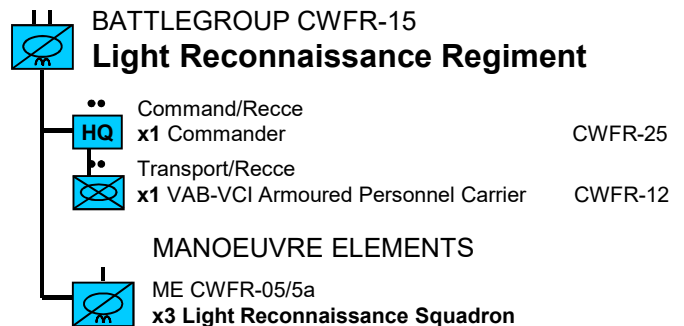 BATTLEGROUP CWFR-15
Light Reconnaissance Regiment
Command/Recce
HQ x1 Commander CWFR-25
Transport/Recce
x1 VAB-VCI Armoured Personnel Carrier CWFR-12
MANOEUVRE ELEMENTS
ME CWFR-05/5a
x3 Light Reconnaissance Squadron